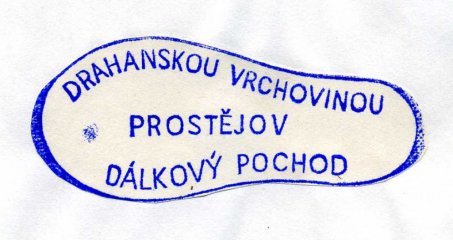 DRAHANSKOU VRCHOVINOU
PROSTĚJOV
DÁLKOVÝ POCHOD